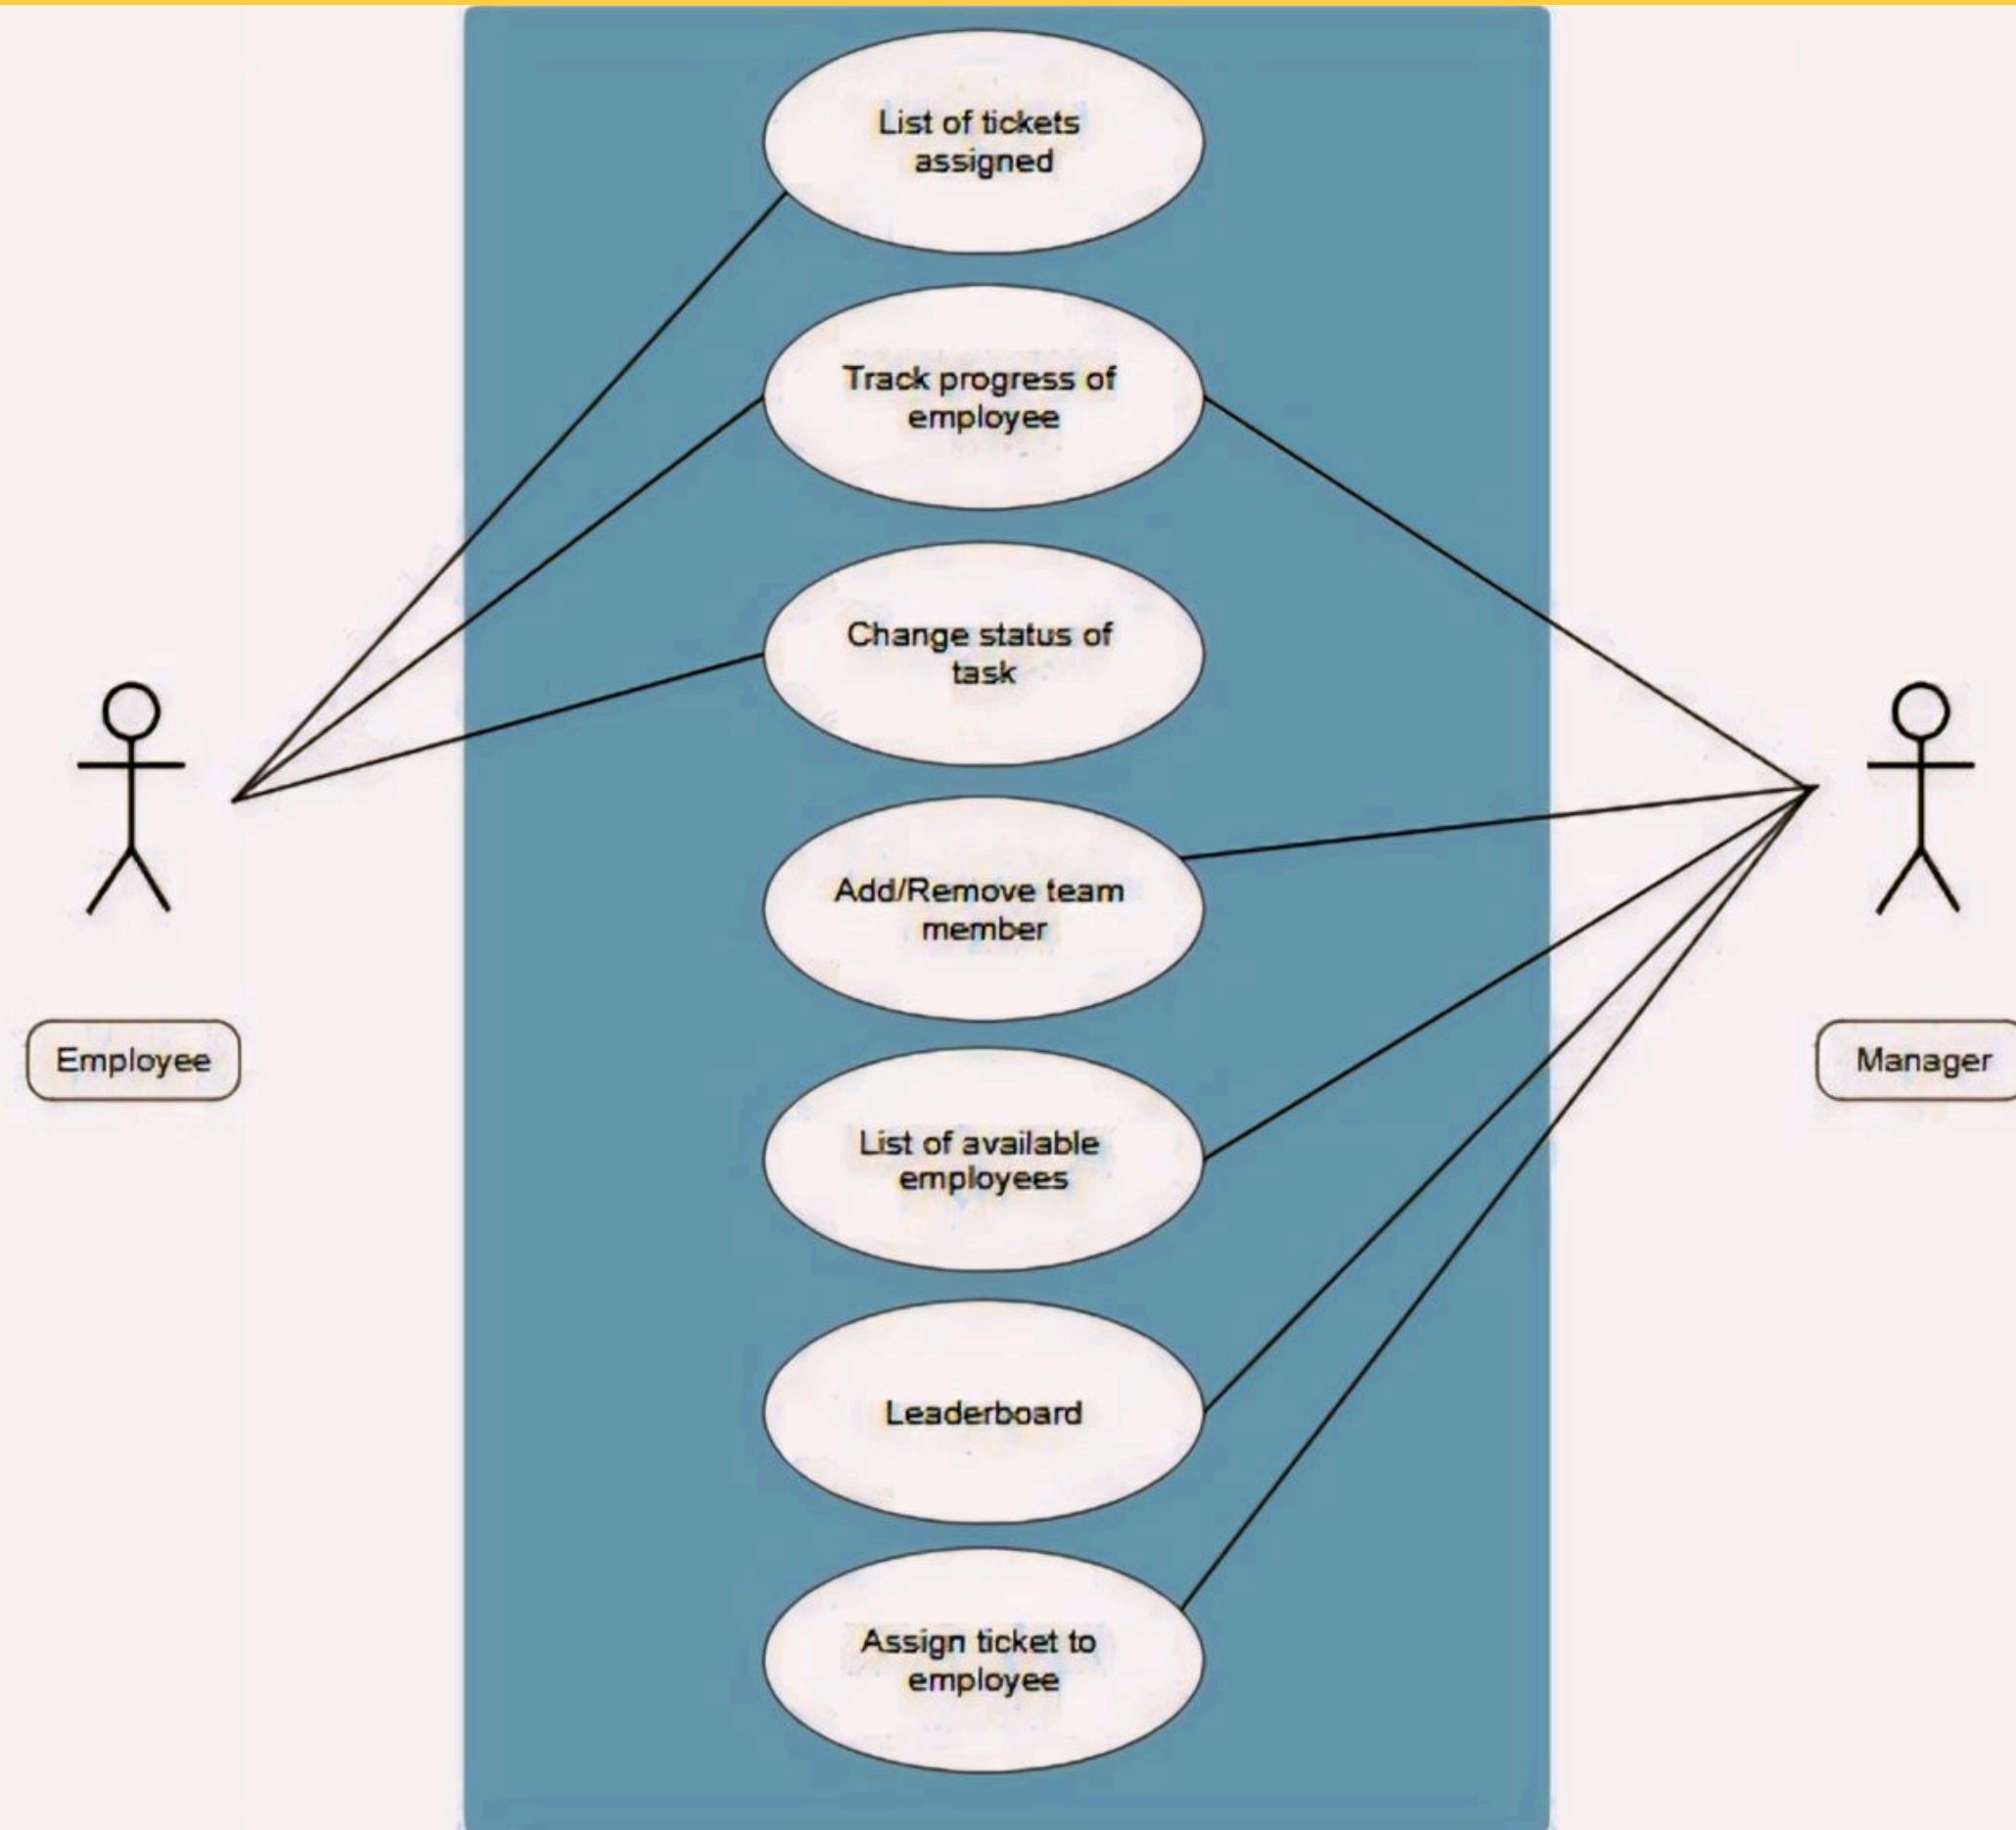 List of tickets
assigned
Track progress of
employee
Change status of
task
Add/Remove team
member
Employee
Manager
List of available
employees
Leaderboard
Assign ticket to
employee